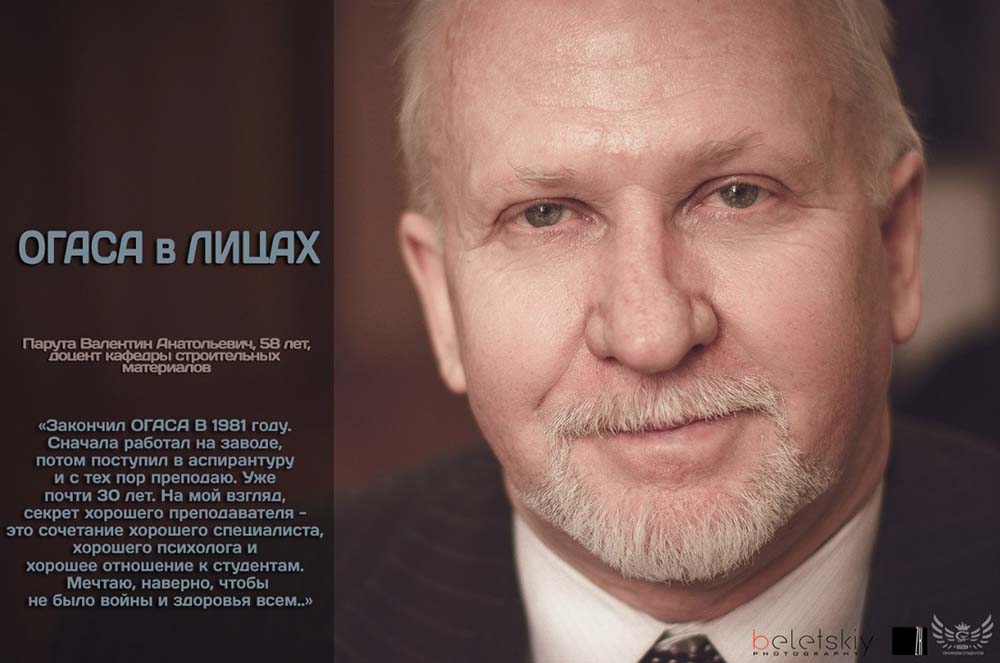 ОГАСА в ЛИЦАХ
Парута Валентин Анатольевич, 58 лет,
доцент кафедры строительных
материалов
«Закончил ОГАСА В 1981 году.
Сначала работал на заводе,
потом поступил в аспирантуру
и с тех пор преподаю. Уже
почти 30 лет. На мой взгляд,
секрет хорошего преподавателя -
это сочетание хорошего специалиста,
хорошего психолога и
хорошее отношение к студентам.
Мечтаю, наверно, чтобы
не было войны и здоровья всем..»
beletskiy
PHOTOGRAPHY